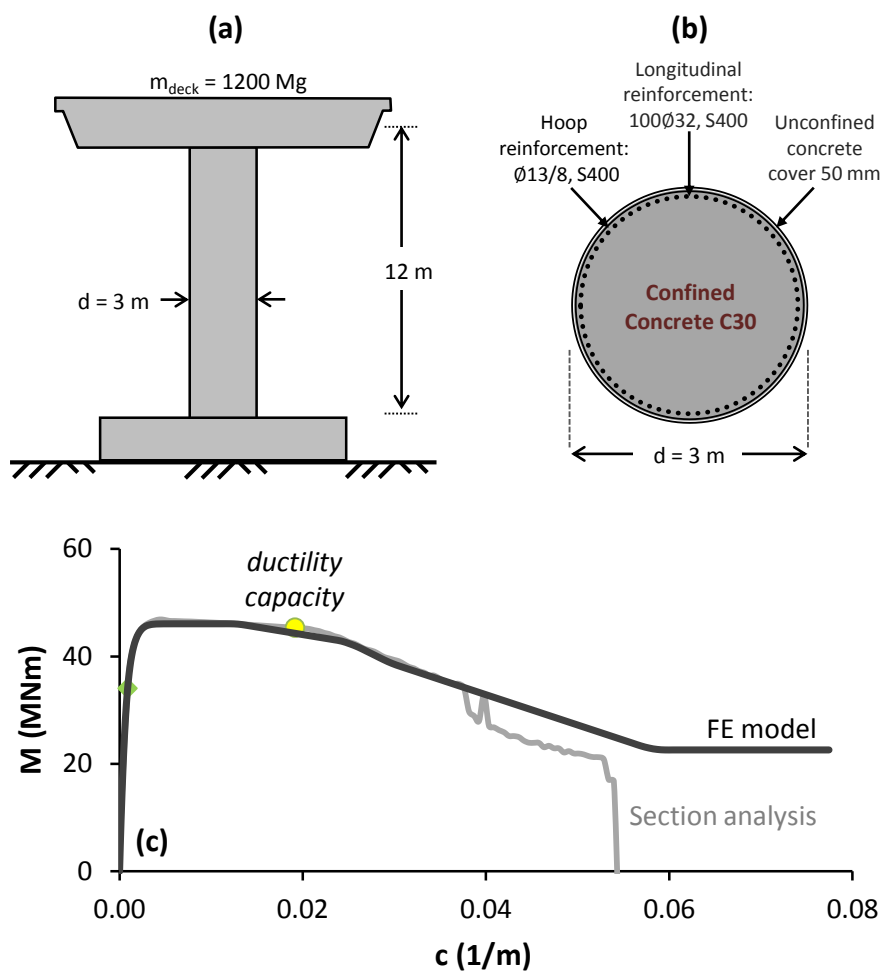 (a)
m_deck = 1200 Mg
12 m
d = 3 m
(b)
Longitudinal
reinforcement:
100Ø32, S400
Hoop
reinforcement:
Ø13/8, S400
Unconfined
concrete
cover 50 mm
Confined
Concrete C30
d = 3 m
60
40
20
0
M (MNm)
ductility
capacity
FE model
Section analysis
(c)
0.00
0.02
0.04
0.06
0.08
c (1/m)